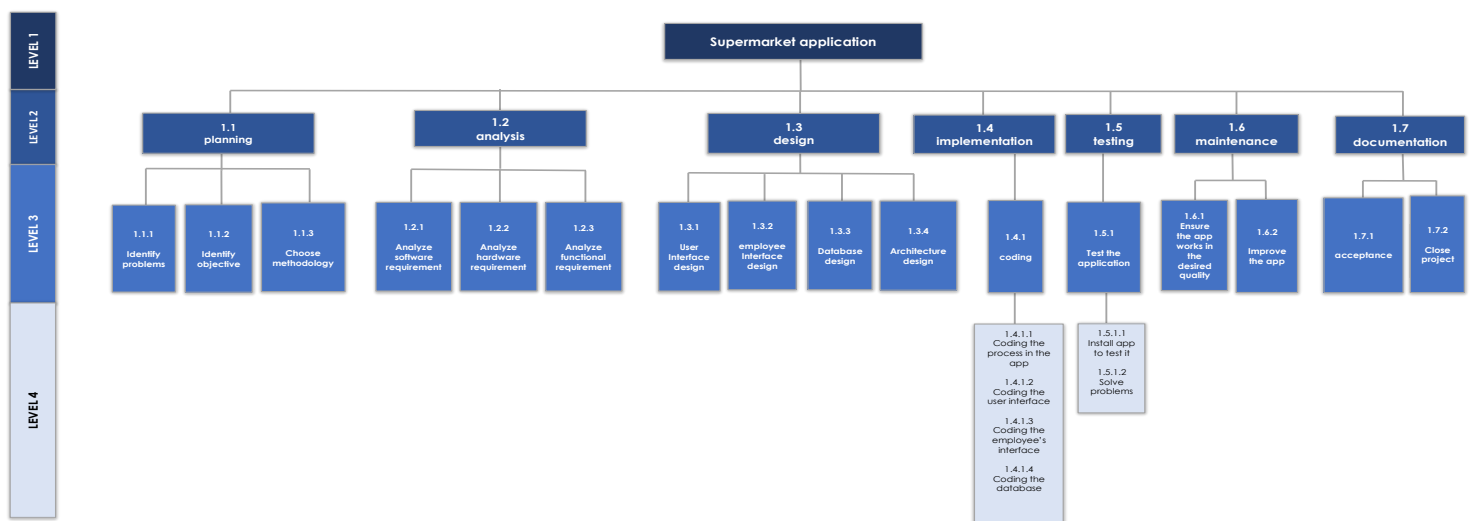 LEVEL 1
Supermarket application
LEVEL 2
1.1
planning
1.2
analysis
1.3
design
1.4
implementation
1.5
testing
1.6
maintenance
1.7
documentation
LEVEL 3
1.1.1
Identify
problems
1.1.2
Identify
objective
1.1.3
Choose
methodology
1.2.1
Analyze
software
requirement
1.2.2
Analyze
hardware
requirement
1.2.3
Analyze
functional
requirement
1.3.1
User
Interface
design
1.3.2
employee
Interface
design
1.3.3
Database
design
1.3.4
Architecture
design
1.4.1
coding
1.5.1
Test the
application
1.6.1
Ensure
the app
works in
the
desired
quality
1.6.2
Improve
the app
1.7.1
acceptance
1.7.2
Close
project
LEVEL 4
1.4.1.1
Coding the
process in the
app
1.4.1.2
Coding the
user interface
1.4.1.3
Coding the
employee's
interface
1.4.1.4
Coding the
database
1.5.1.1
Install app
to test it
1.5.1.2
Solve
problems